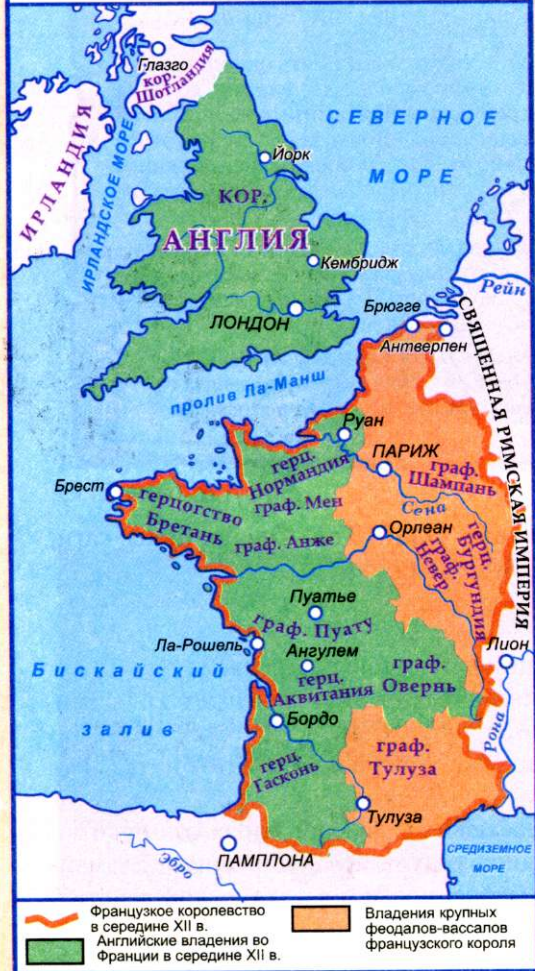 Глазго
кор.
Шотландия
СЕВЕРНОЕ
МОРЕ
ИРЛАНДИЯ
ИРЛАНДСКОЕ МОРЕ
Йорк
КОР.
АНГЛИЯ
Кембридж
ЛОНДОН
Рейн
Брюгге
Антверпен
СВЯЩЕННАЯ РИМСКАЯ ИМПЕРИЯ
пролив Ла-Манш
Руан
герц.
Нормандия
ПАРИЖ
граф.
Шампань
Брест
герцогство
Бретань
граф. Мен
Сена
граф. Анже
Орлеан
герц.
Бургундия
граф.
Невер
Пуатье
граф. Пуату
Ла-Рошель
Лион
Ангулем
Бискайский
залив
герц.
Аквитания
граф.
Овернь
Бордо
Рона
граф.
Тулуза
герц.
Гасконь
Тулуза
СРЕДИЗЕМНОЕ
МОРЕ
Эбро
ПАМПЛОНА
Французкое королевство
в середине XII в.
Английские владения во
Франции в середине XII в.
Владения крупных
феодалов-вассалов
французского короля